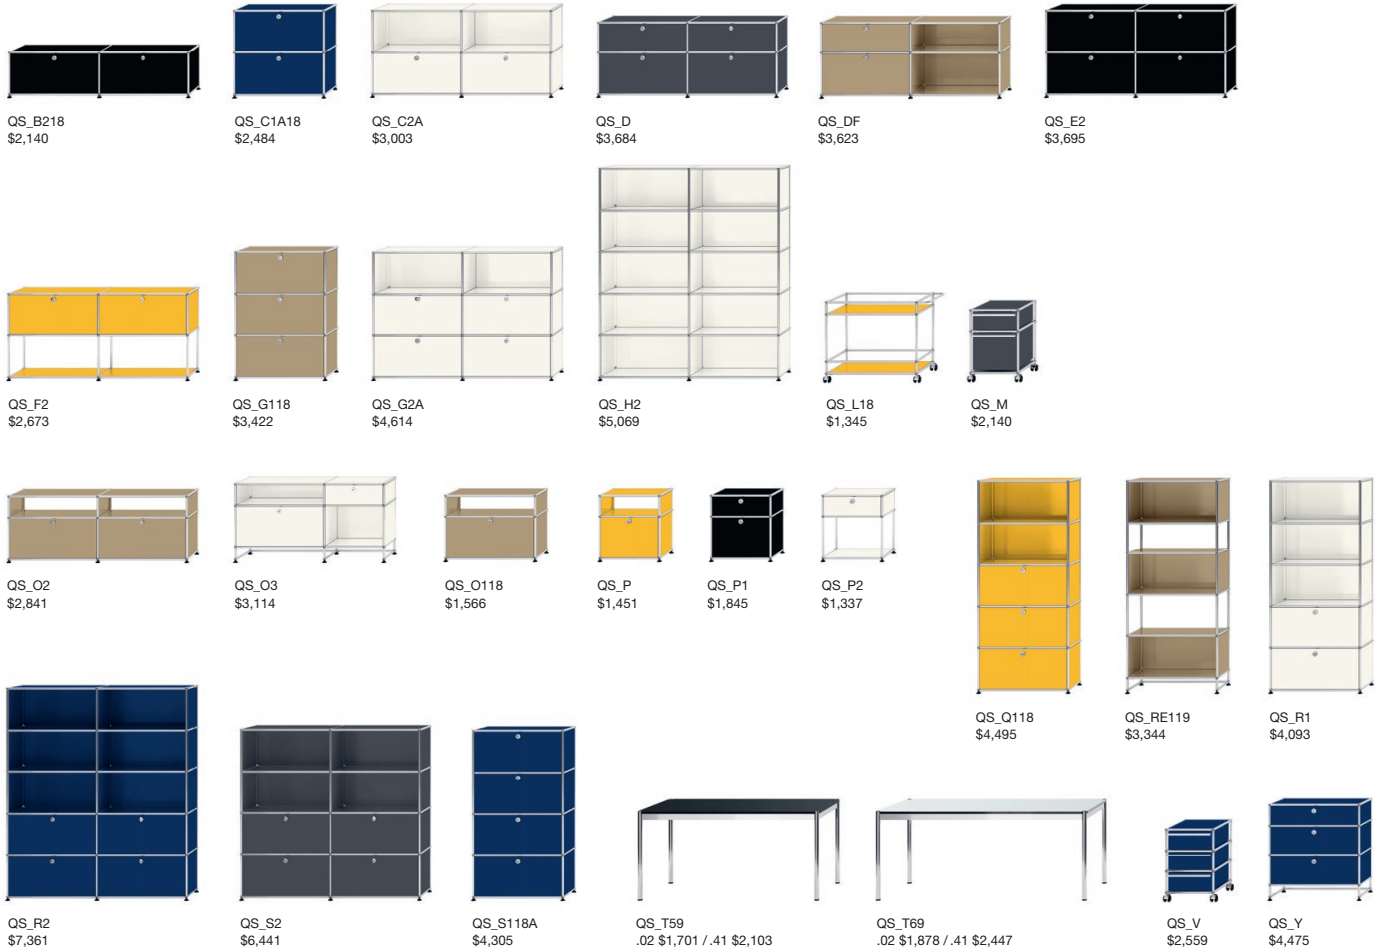 QS_B218
$2,140
QS_C1A18
$2,484
QS_C2A
$3,003
QS_D
$3,684
QS_DF
$3,623
QS_E2
$3,695
QS_F2
$2,673
QS_G118
$3,422
QS_G2A
$4,614
QS_H2
$5,069
QS_L18
$1,345
QS_M
$2,140
QS_O2
$2,841
QS_O3
$3,114
QS_O118
$1,566
QS_P
$1,451
QS_P1
$1,845
QS_P2
$1,337
QS_Q118
$4,495
QS_RE119
$3,344
QS_R1
$4,093
QS_R2
$7,361
QS_S2
$6,441
QS_S118A
$4,305
QS_T59
.02 $1,701 / .41 $2,103
QS_T69
.02 $1,878 / .41 $2,447
QS_V
$2,559
QS_Y
$4,475